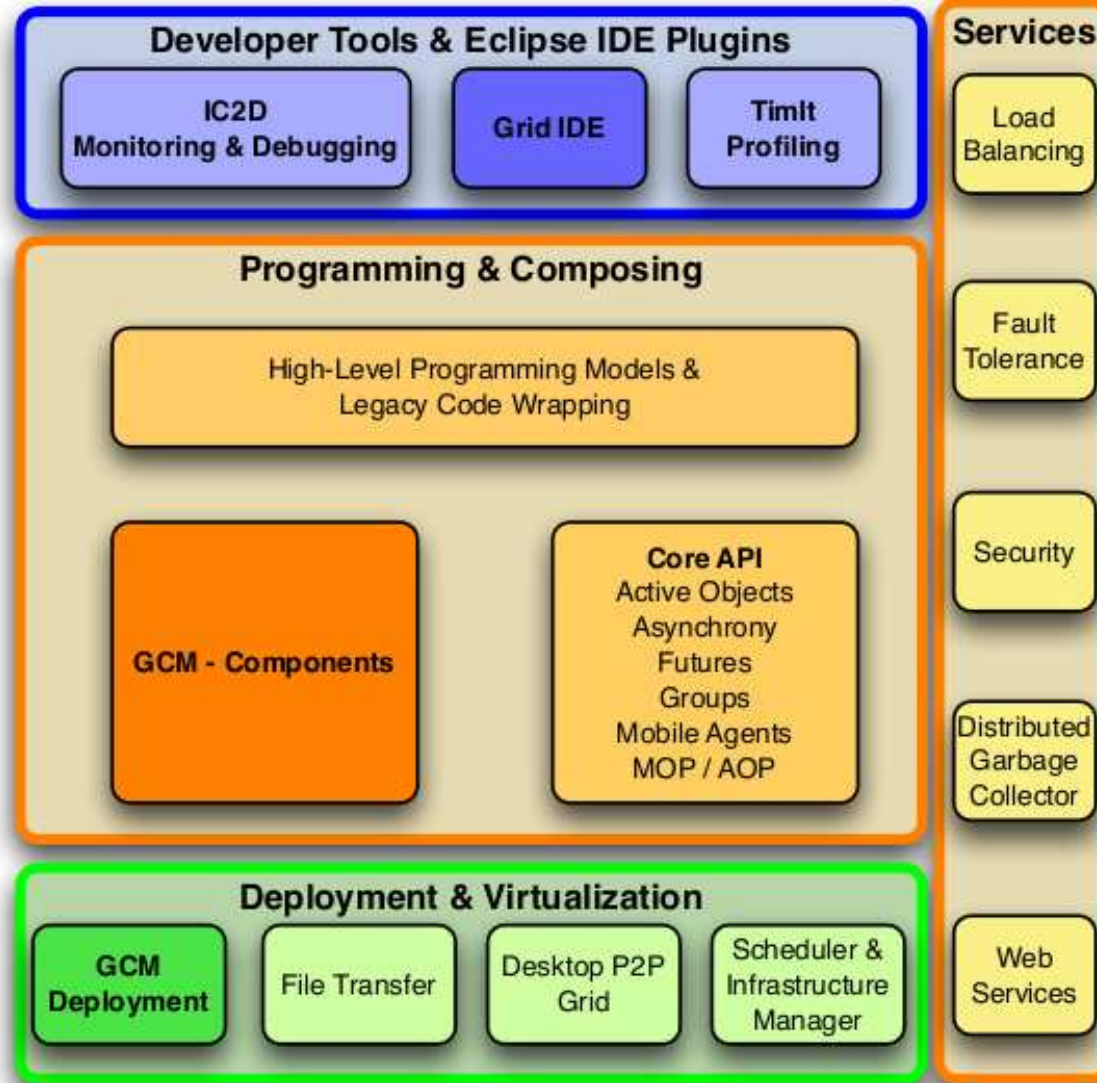 Developer Tools & Eclipse IDE Plugins
IC2D
Monitoring & Debugging
Grid IDE
TimIt
Profiling
Programming & Composing
High-Level Programming Models &
Legacy Code Wrapping
GCM - Components
Core API
Active Objects
Asynchrony
Futures
Groups
Mobile Agents
MOP / AOP
Deployment & Virtualization
GCM
Deployment
File Transfer
Desktop P2P
Grid
Scheduler &
Infrastructure
Manager
Services
Load
Balancing
Fault
Tolerance
Security
Distributed
Garbage
Collector
Web
Services